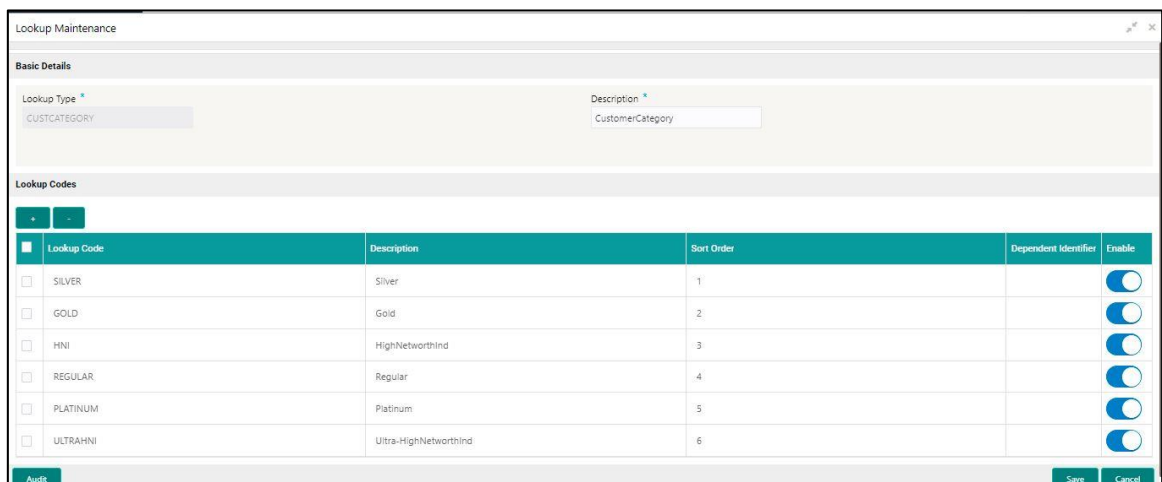 Lookup Maintenance
Basic Details
Lookup Type * Description *
CUSTCATEGORY CustomerCategory
Lookup Codes
+ -
Lookup Code Description Sort Order Dependent Identifier Enable
SILVER Silver 1
GOLD Gold 2
HNI HighNetworthInd 3
REGULAR Regular 4
PLATINUM Platinum 5
ULTRAHNI Ultra-HighNetworthInd 6
Audit Save Cancel